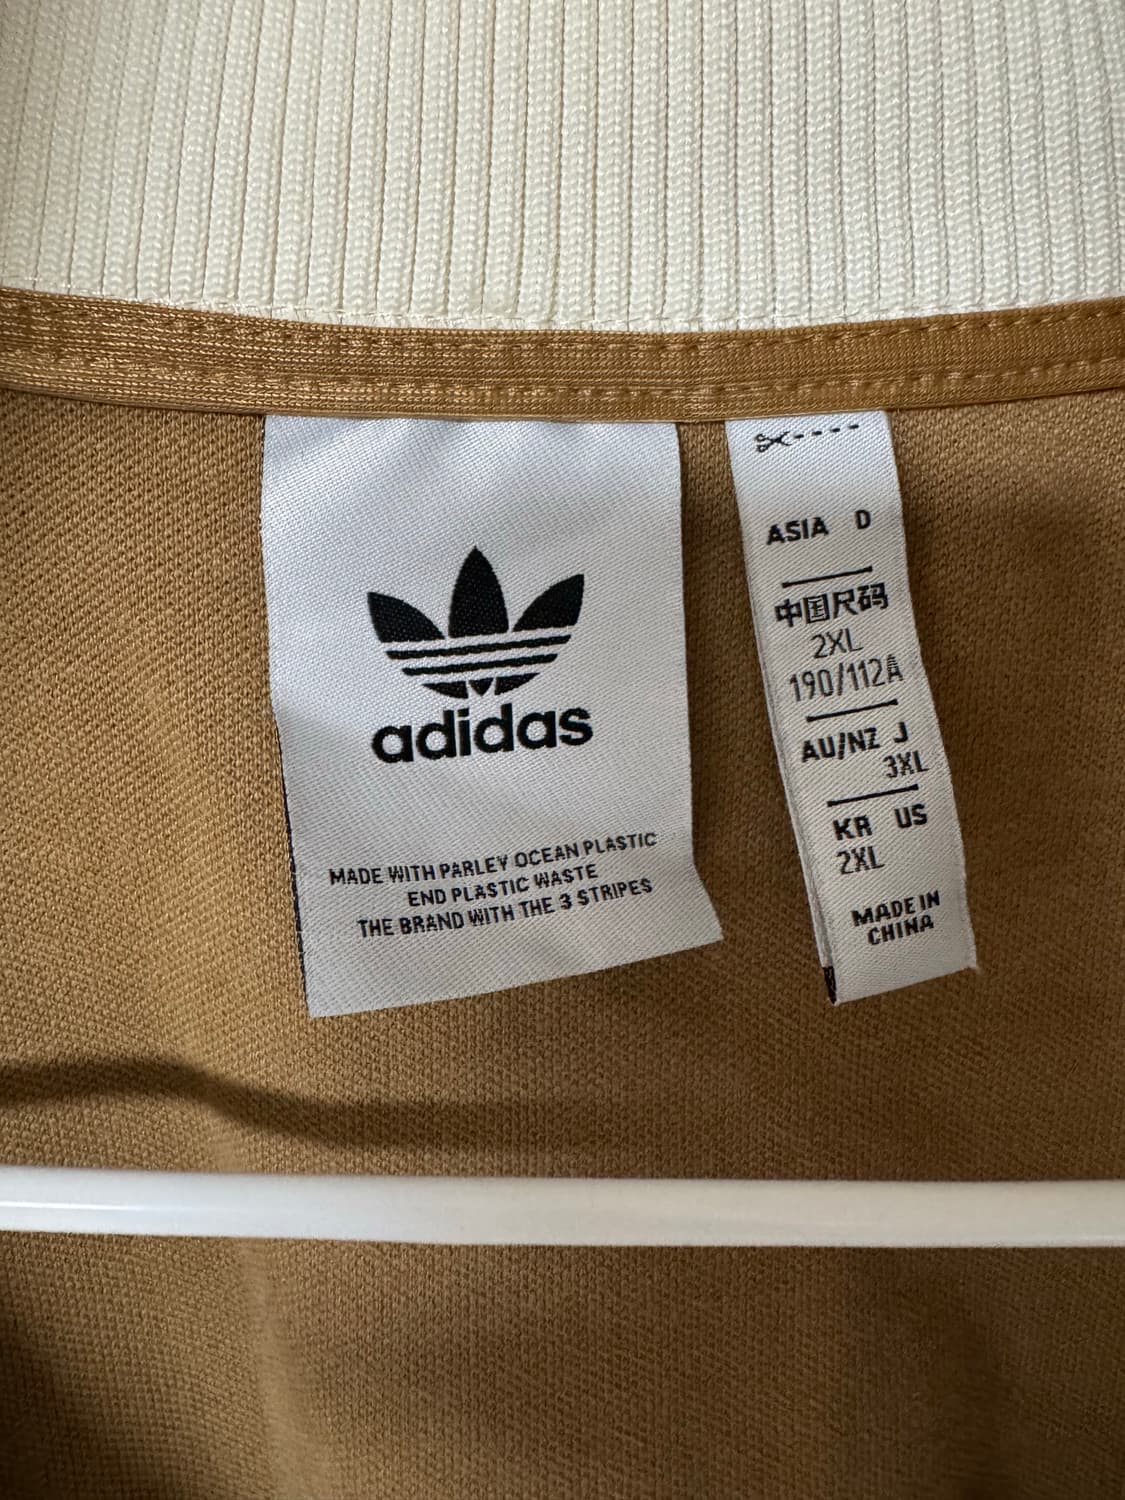 adidas
MADE WITH PARLEY OCEAN PLASTIC
END PLASTIC WASTE
THE BRAND WITH THE 3 STRIPES
ASIA D
中国尺码
2XL
190/112A
AU/NZ J
3XL
KR US
2XL
MADE IN
CHINA